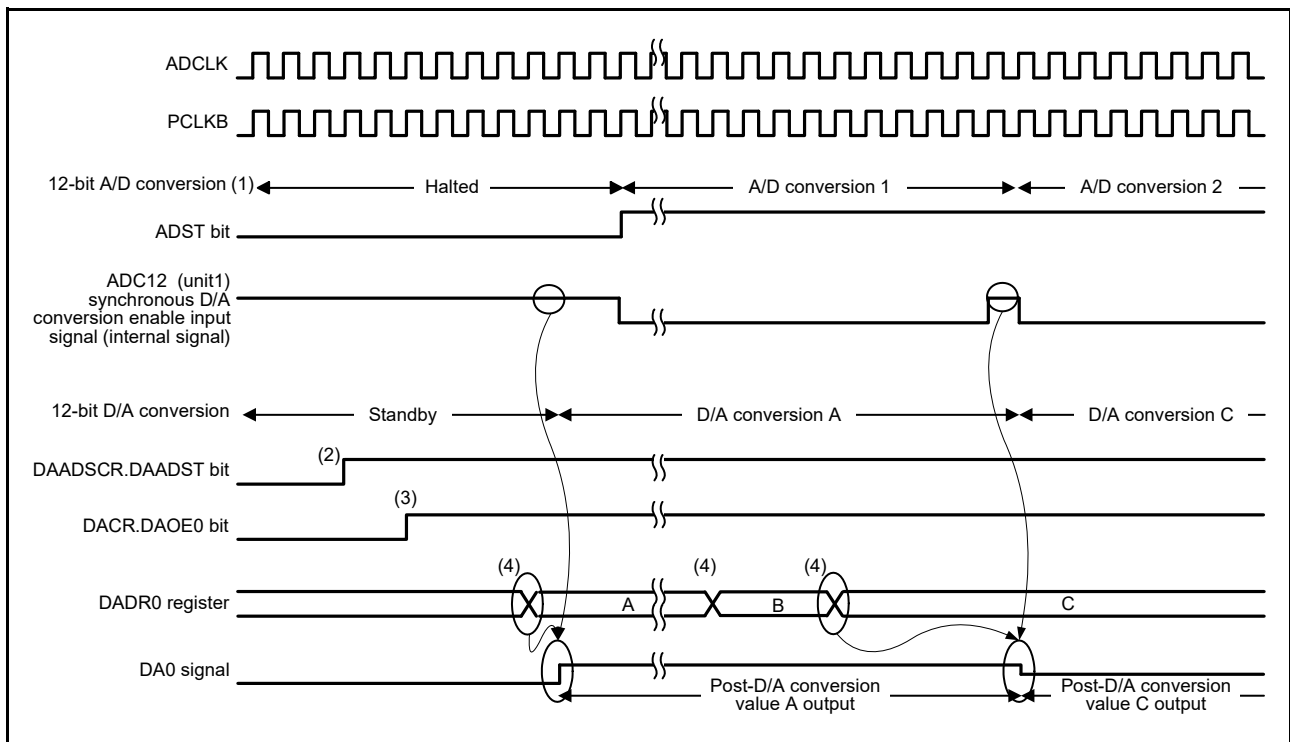 ADCLK
PCLKB
12-bit A/D conversion (1)
Halted
A/D conversion 1
A/D conversion 2
ADST bit
ADC12 (unit1)
synchronous D/A
conversion enable input
signal (internal signal)
12-bit D/A conversion
Standby
D/A conversion A
D/A conversion C
DAADSCR.DAADST bit
(2)
DACR.DAOE0 bit
(3)
(4)
(4)
(4)
DADR0 register
A
B
C
DA0 signal
Post-D/A conversion
value A output
Post-D/A conversion
value C output